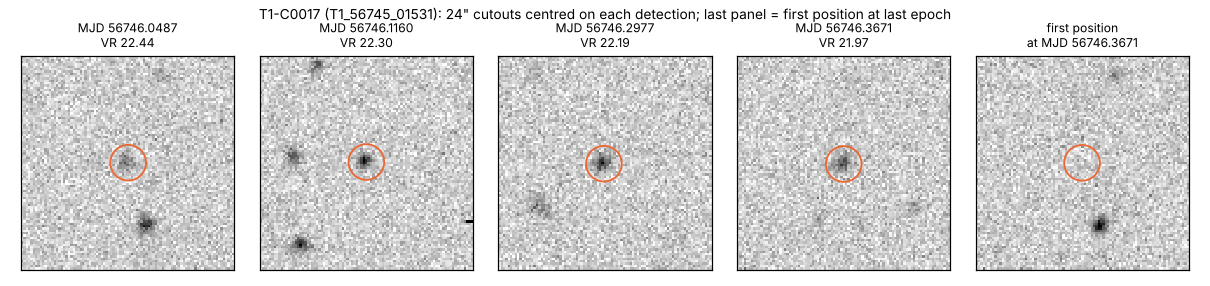 T1-C0017 (T1_56745_01531): 24" cutouts centred on each detection; last panel = first position at last epoch
MJD 56746.0487
VR 22.44
MJD 56746.1160
VR 22.30
MJD 56746.2977
VR 22.19
MJD 56746.3671
VR 21.97
first position
at MJD 56746.3671